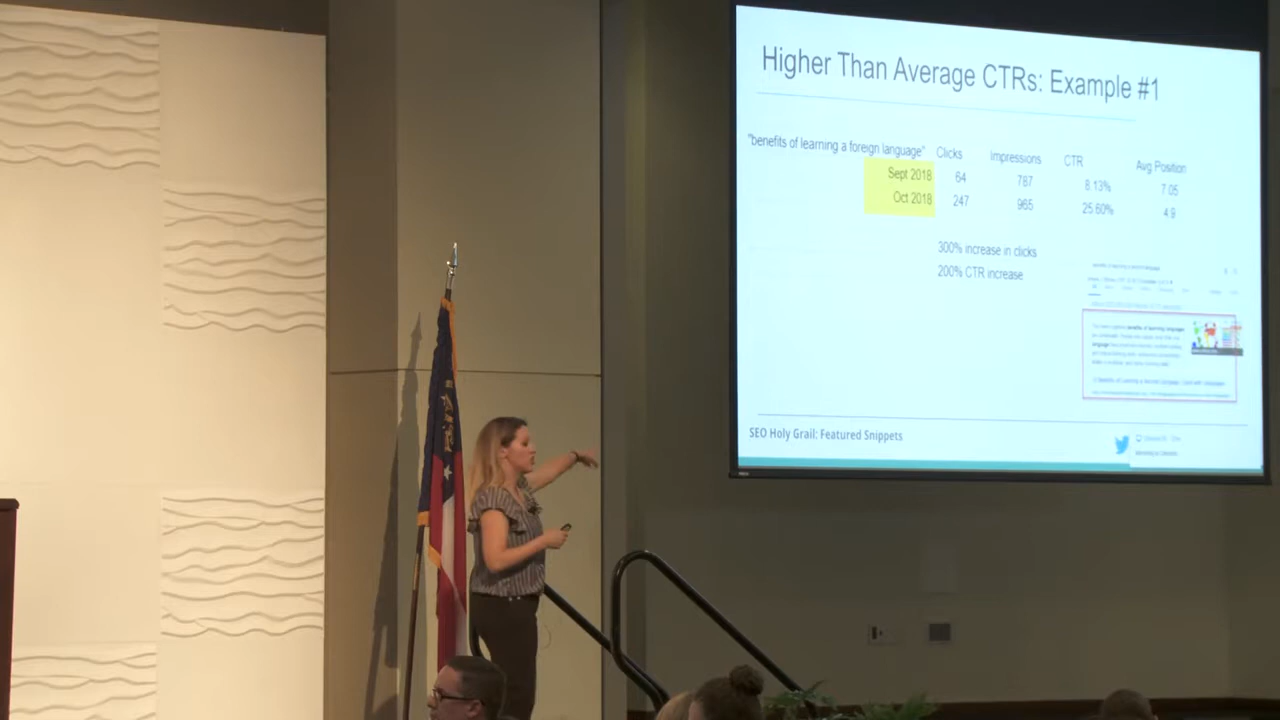 Higher Than Average CTRs: Example #1
"benefits of learning a foreign language" Clicks Impressions CTR Avg Position
Sept 2018 64 787 8.13% 7.05
Oct 2018 247 965 25.60% 4.9
300% increase in clicks
200% CTR increase
SEO Holy Grail: Featured Snippets